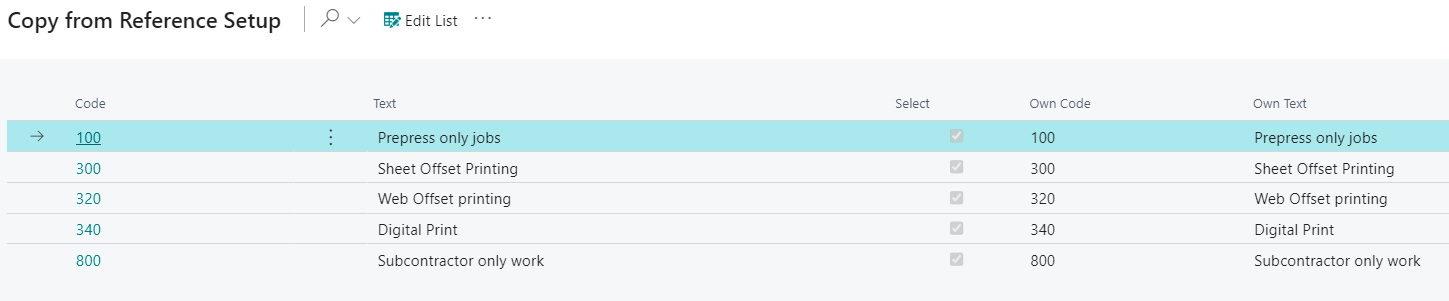 Copy from Reference Setup Edit List ...
Code Text Select Own Code Own Text
100 Prepress only jobs 100 Prepress only jobs
300 Sheet Offset Printing 300 Sheet Offset Printing
320 Web Offset printing 320 Web Offset printing
340 Digital Print 340 Digital Print
800 Subcontractor only work 800 Subcontractor only work